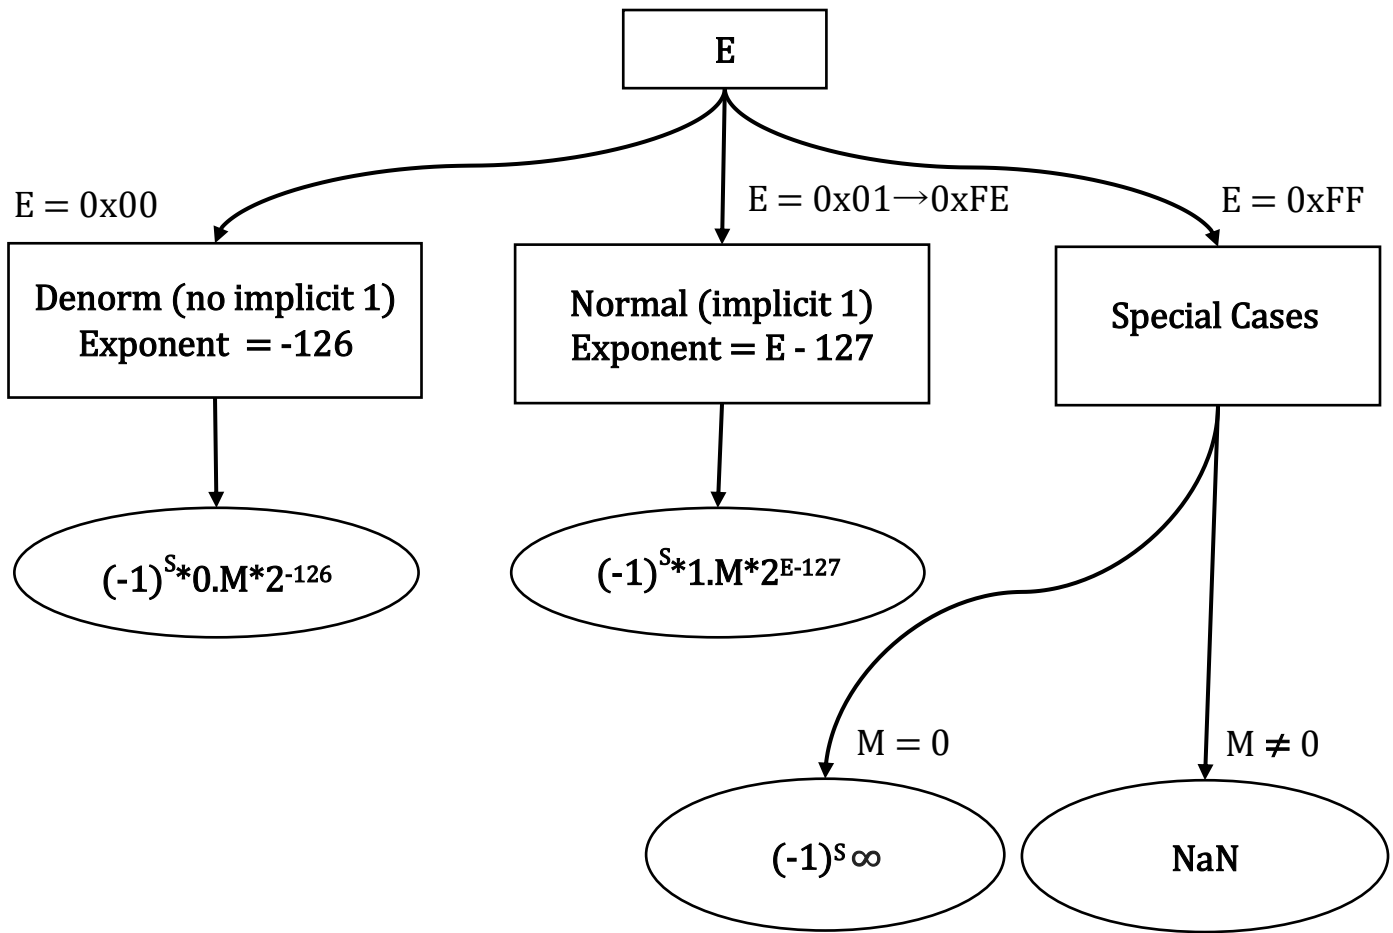 E
E = 0x00
E = 0x01→0xFE
E = 0xFF
Denorm (no implicit 1)
Exponent = -126
Normal (implicit 1)
Exponent = E - 127
Special Cases
(-1)ˢ*0.M*2⁻¹²⁶
(-1)ˢ*1.M*2ᴱ⁻¹²⁷
M = 0
M ≠ 0
(-1)ˢ∞
NaN